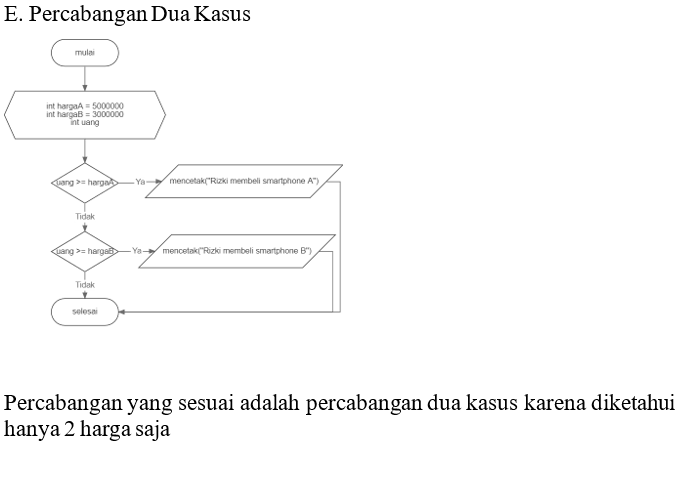 E. Percabangan Dua Kasus
mulai
int hargaA = 5000000
int hargaB = 3000000
int uang
uang >= hargaA
Ya
mencetak("Rizki membeli smartphone A")
Tidak
uang >= hargaB
Ya
mencetak("Rizki membeli smartphone B")
Tidak
selesai
Percabangan yang sesuai adalah percabangan dua kasus karena diketahui
hanya 2 harga saja